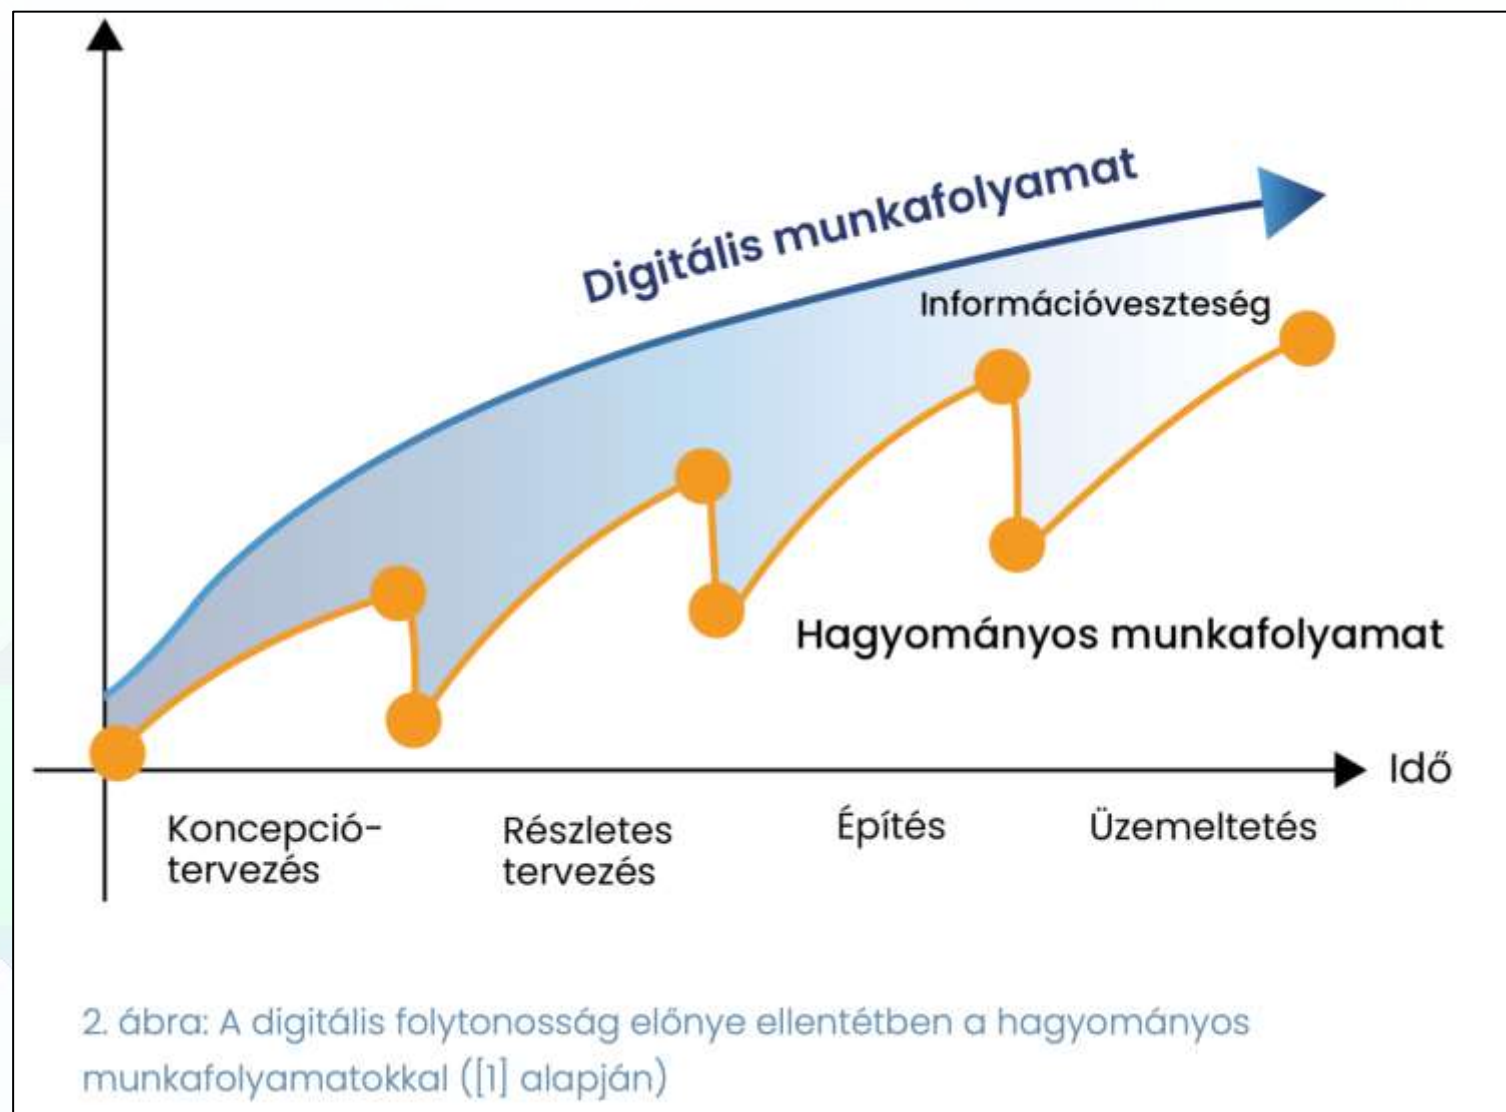 Digitális munkafolyamat
Információveszteség
Hagyományos munkafolyamat
Idő
Koncepció-
tervezés
Részletes
tervezés
Építés
Üzemeltetés
2. ábra: A digitális folytonosság előnye ellentétben a hagyományos
munkafolyamatokkal ([1] alapján)